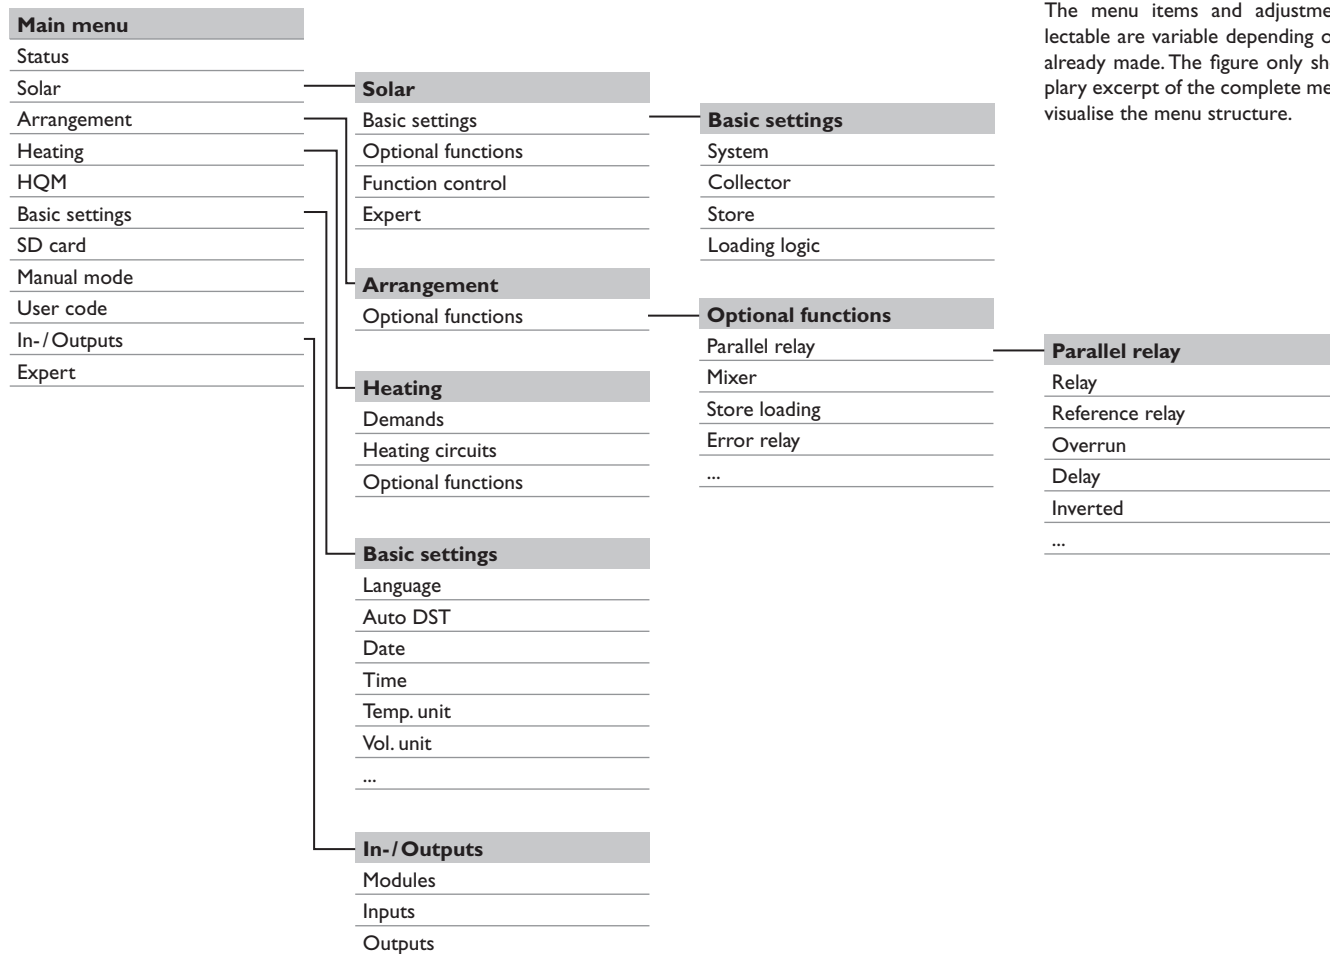 Main menu
Status
Solar
Arrangement
Heating
HQM
Basic settings
SD card
Manual mode
User code
In- / Outputs
Expert
Solar
Basic settings
Optional functions
Function control
Expert
Arrangement
Optional functions
Heating
Demands
Heating circuits
Optional functions
Basic settings
Language
Auto DST
Date
Time
Temp. unit
Vol. unit
...
In- / Outputs
Modules
Inputs
Outputs
Basic settings
System
Collector
Store
Loading logic
Optional functions
Parallel relay
Mixer
Store loading
Error relay
...
Parallel relay
Relay
Reference relay
Overrun
Delay
Inverted
...
The menu items and
lectable are variable depending
already made. The figure only
plary excerpt of the complete
visualise the menu structure.